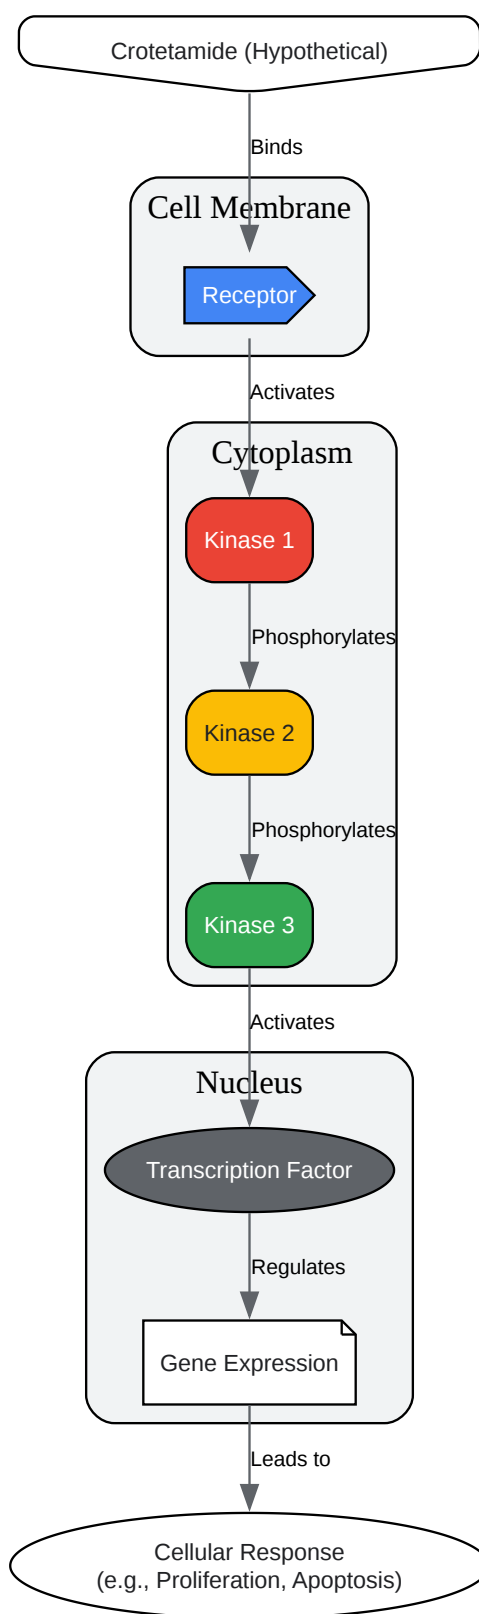 Crotetamide (Hypothetical)
Binds
Cell Membrane
Receptor
Activates
Cytoplasm
Kinase 1
Phosphorylates
Kinase 2
Phosphorylates
Kinase 3
Activates
Nucleus
Transcription Factor
Regulates
Gene Expression
Leads to
Cellular Response
(e.g., Proliferation, Apoptosis)